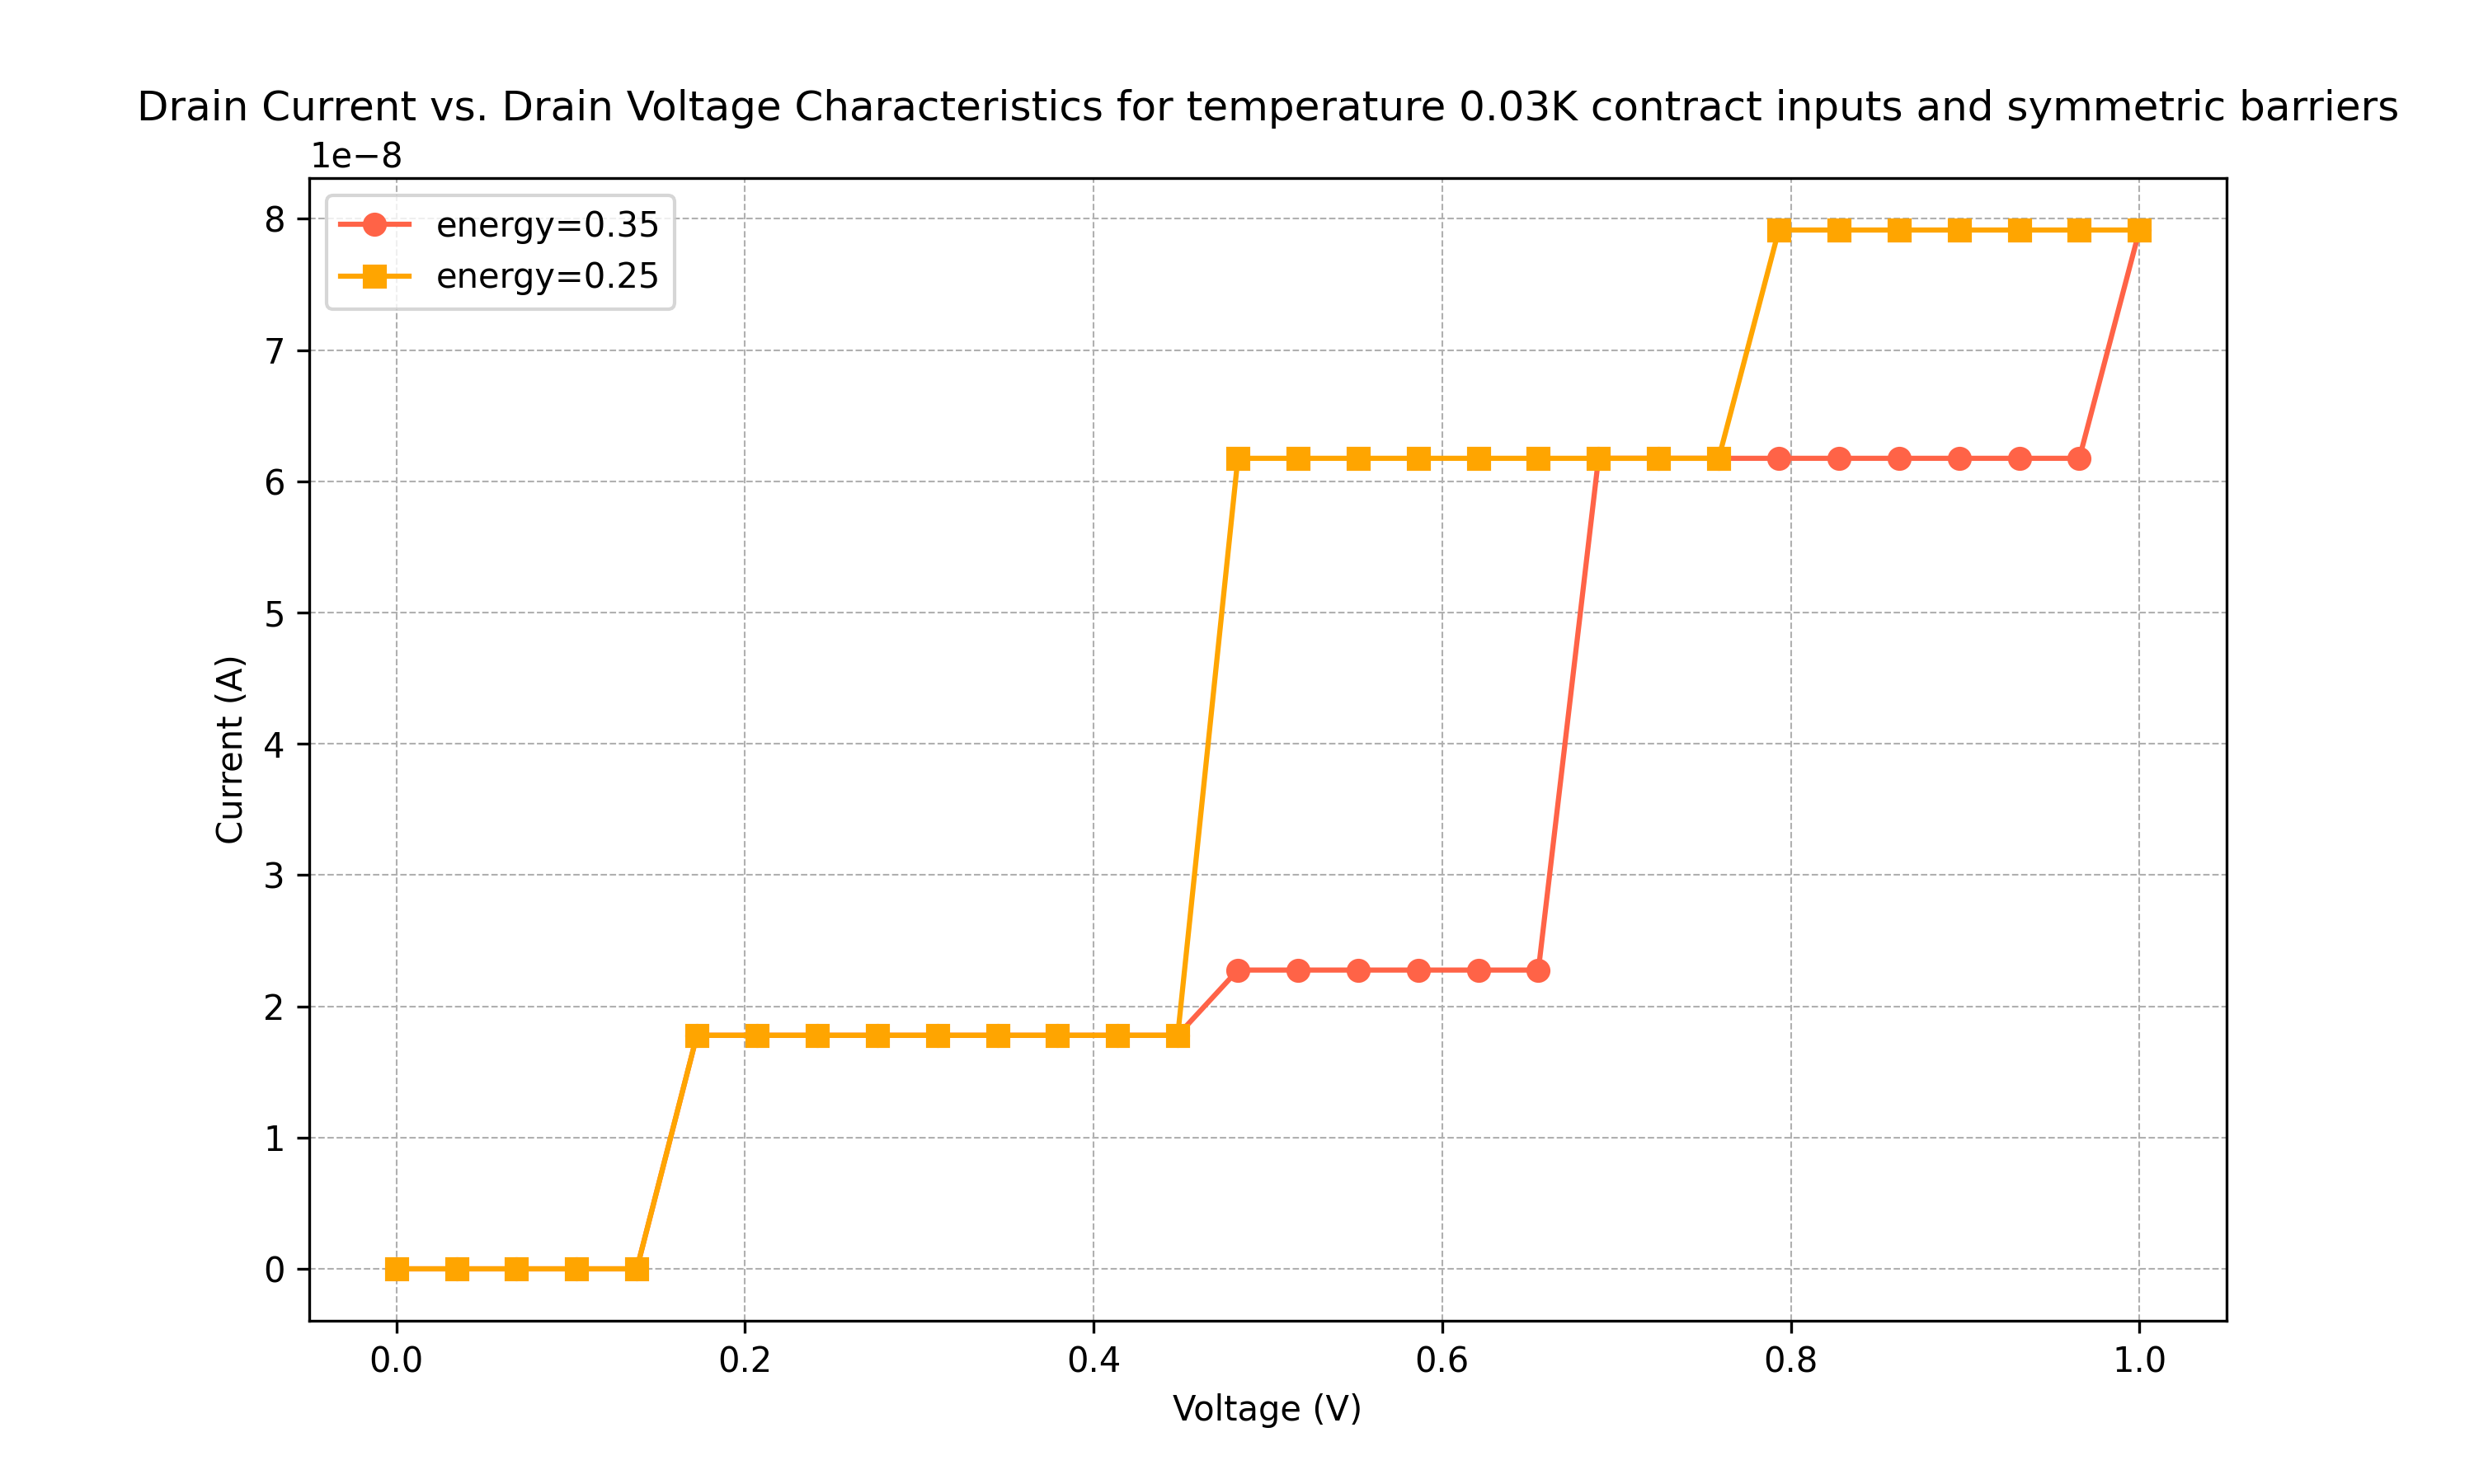 Drain Current vs. Drain Voltage Characteristics for temperature 0.03K contract inputs and symmetric barriers
1e−8
energy=0.35
energy=0.25
8
7
6
5
4
3
2
1
0
Current (A)
0.0 0.2 0.4 0.6 0.8 1.0
Voltage (V)